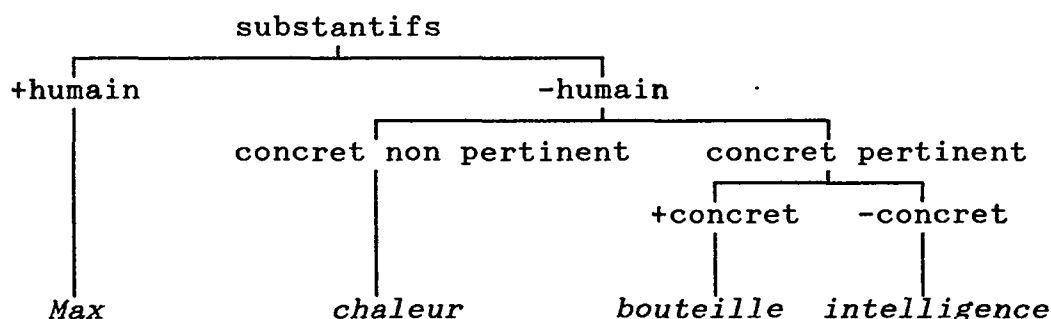 substantifs
+humain -humain
concret non pertinent concret pertinent
+concret -concret
Max chaleur bouteille intelligence